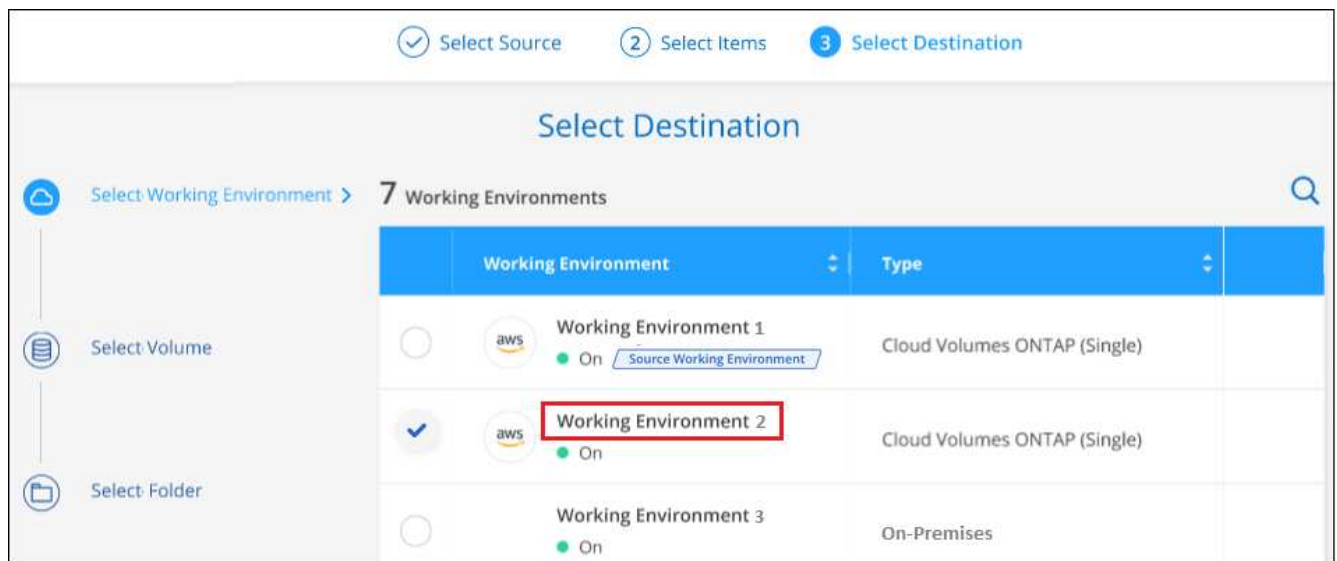 Select Source 2 Select Items 3 Select Destination
Select Destination
Select Working Environment >
7 Working Environments
Working Environment Type
Working Environment 1
aws On Source Working Environment Cloud Volumes ONTAP (Single)
Select Volume
Working Environment 2
aws On Cloud Volumes ONTAP (Single)
Select Folder
Working Environment 3
On On-Premises